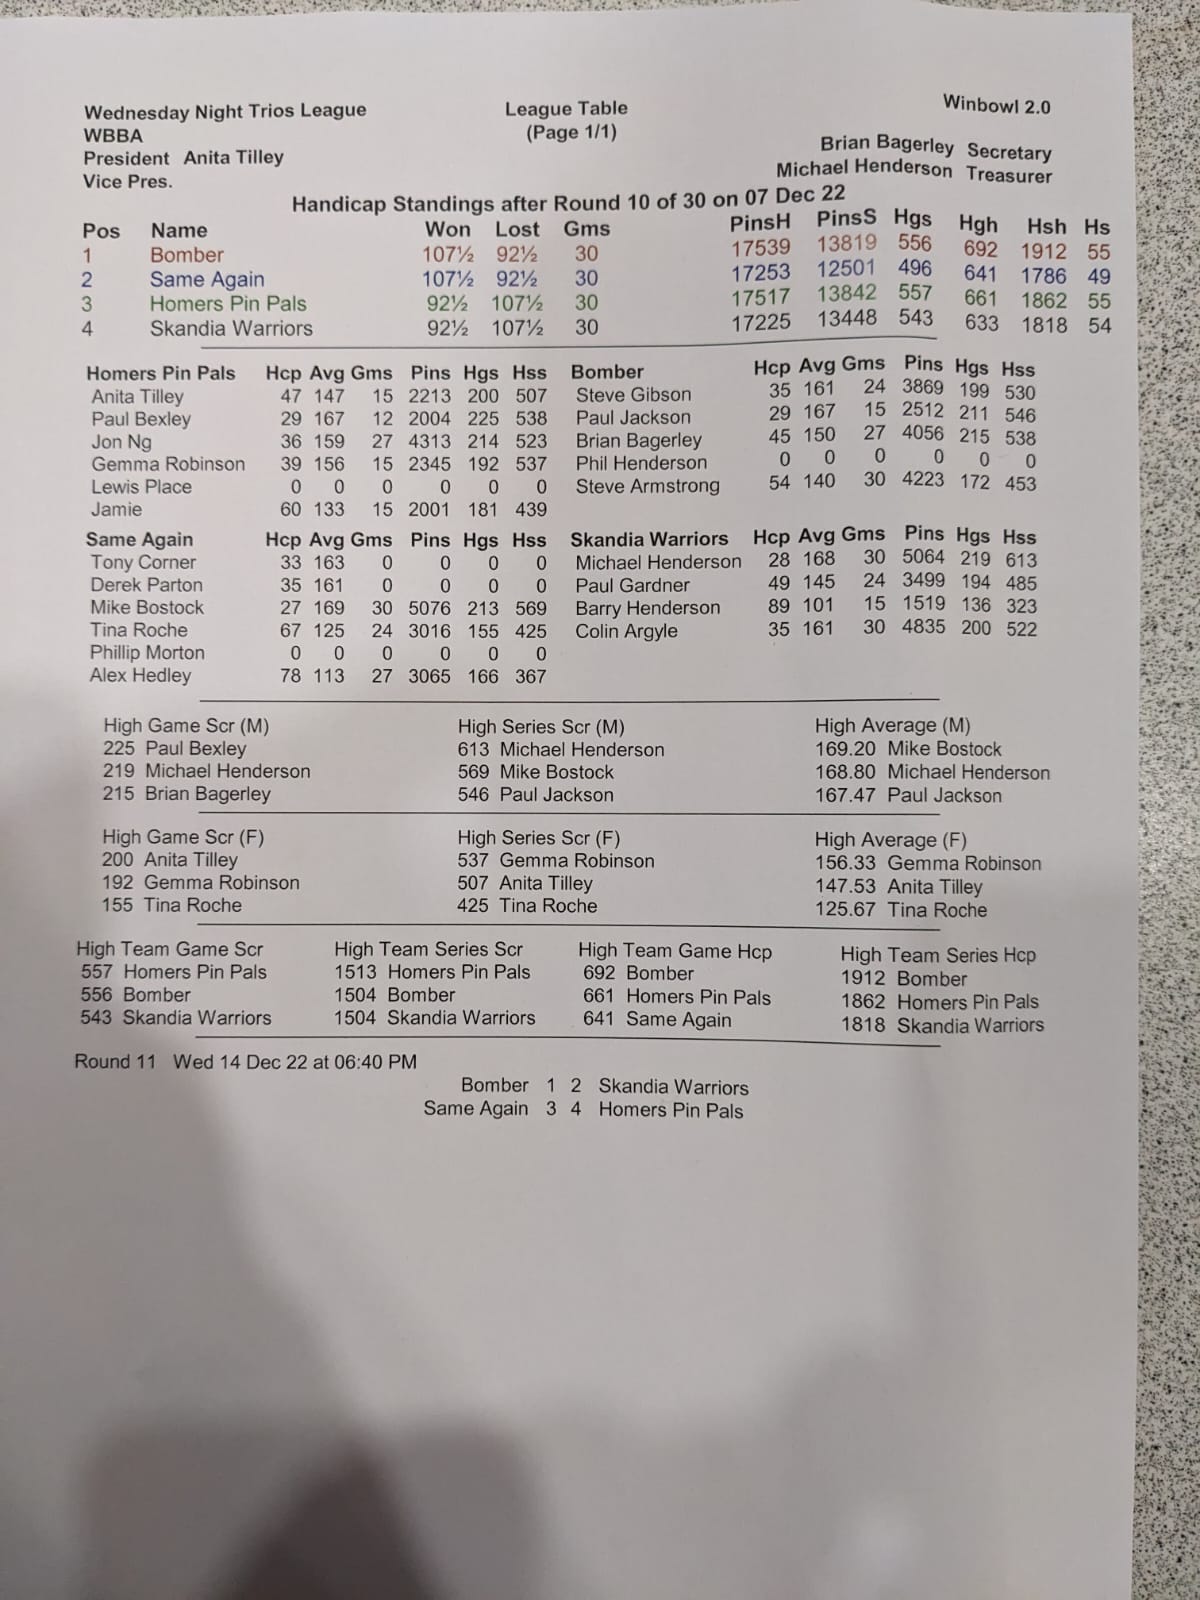 Wednesday Night Trios League League Table Winbowl 2.0
WBBA (Page 1/1) Brian Bagerley Secretary
President Anita Tilley Michael Henderson Treasurer
Vice Pres.
Handicap Standings after Round 10 of 30 on 07 Dec 22
Pos Name Won Lost Gms PinsH PinsS Hgs Hgh Hsh Hs
1 Bomber 107½ 92½ 30 17539 13819 556 692 1912 55
2 Same Again 107½ 92½ 30 17253 12501 496 641 1786 49
3 Homers Pin Pals 92½ 107½ 30 17517 13842 557 661 1862 55
4 Skandia Warriors 92½ 107½ 30 17225 13448 543 633 1818 54
Homers Pin Pals Hcp Avg Gms Pins Hgs Hss Bomber Hcp Avg Gms Pins Hgs Hss
Anita Tilley 47 147 15 2213 200 507 Steve Gibson 35 161 24 3869 199 530
Paul Bexley 29 167 12 2004 225 538 Paul Jackson 29 167 15 2512 211 546
Jon Ng 36 159 27 4313 214 523 Brian Bagerley 45 150 27 4056 215 538
Gemma Robinson 39 156 15 2345 192 537 Phil Henderson 0 0 0 0 0 0
Lewis Place 0 0 0 0 0 0 Steve Armstrong 54 140 30 4223 172 453
Jamie 60 133 15 2001 181 439
Same Again Hcp Avg Gms Pins Hgs Hss Skandia Warriors Hcp Avg Gms Pins Hgs Hss
Tony Corner 33 163 0 0 0 0 Michael Henderson 28 168 30 5064 219 613
Derek Parton 35 161 0 0 0 0 Paul Gardner 49 145 24 3499 194 485
Mike Bostock 27 169 30 5076 213 569 Barry Henderson 89 101 15 1519 136 323
Tina Roche 67 125 24 3016 155 425 Colin Argyle 35 161 30 4835 200 522
Phillip Morton 0 0 0 0 0 0
Alex Hedley 78 113 27 3065 166 367
High Game Scr (M) High Series Scr (M) High Average (M)
225 Paul Bexley 613 Michael Henderson 169.20 Mike Bostock
219 Michael Henderson 569 Mike Bostock 168.80 Michael Henderson
215 Brian Bagerley 546 Paul Jackson 167.47 Paul Jackson
High Game Scr (F) High Series Scr (F) High Average (F)
200 Anita Tilley 537 Gemma Robinson 156.33 Gemma Robinson
192 Gemma Robinson 507 Anita Tilley 147.53 Anita Tilley
155 Tina Roche 425 Tina Roche 125.67 Tina Roche
High Team Game Scr High Team Series Scr High Team Game Hcp High Team Series Hcp
557 Homers Pin Pals 1513 Homers Pin Pals 692 Bomber 1912 Bomber
556 Bomber 1504 Bomber 661 Homers Pin Pals 1862 Homers Pin Pals
543 Skandia Warriors 1504 Skandia Warriors 641 Same Again 1818 Skandia Warriors
Round 11 Wed 14 Dec 22 at 06:40 PM
Bomber 1 2 Skandia Warriors
Same Again 3 4 Homers Pin Pals